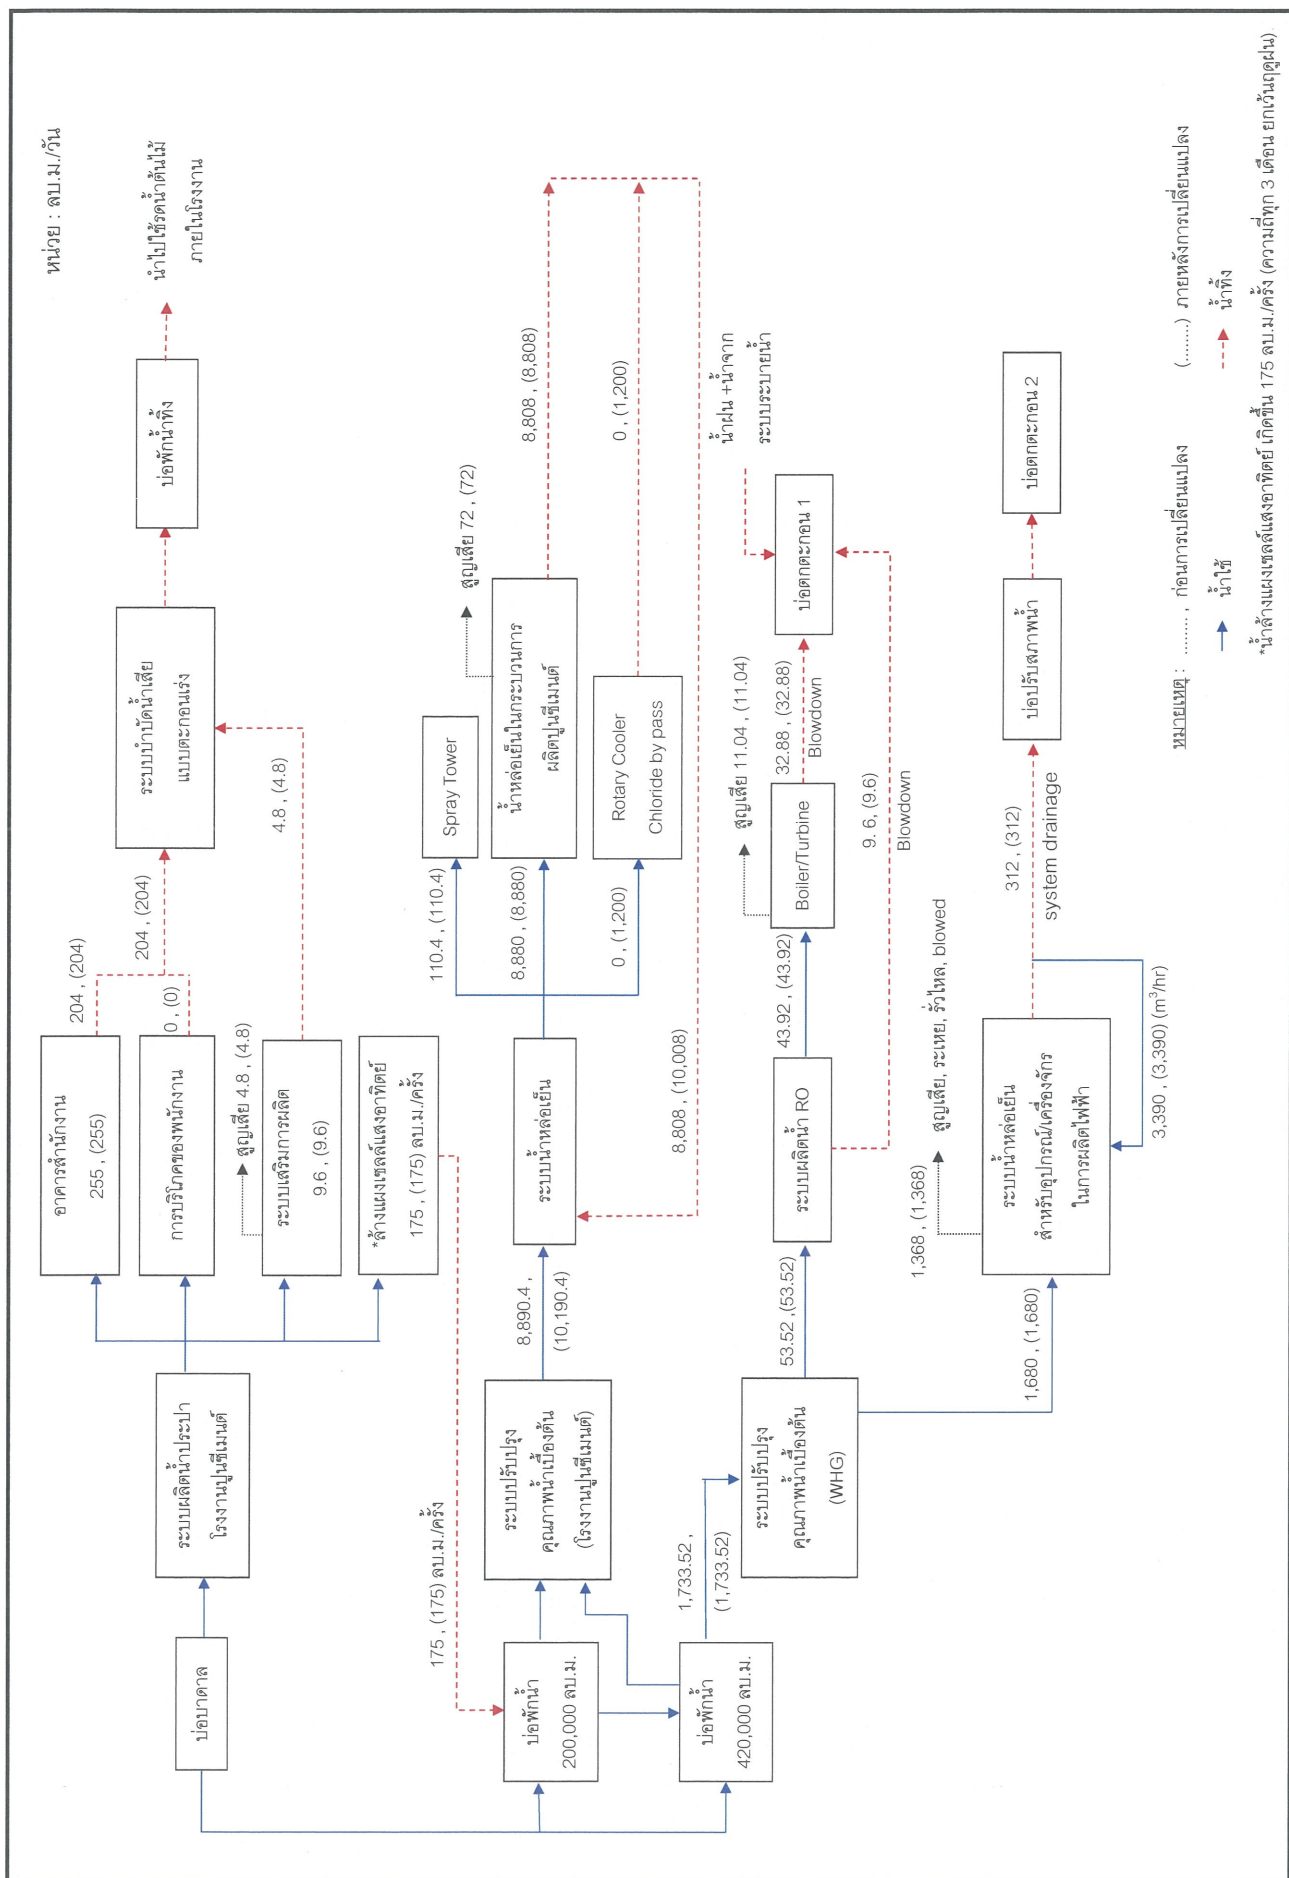 หน่วย : ลบ.ม./วัน
บ่อบาดาล
ระบบผลิตน้ำประปา
โรงงานปูนซีเมนต์
อาคารสำนักงาน
255 , (255)
204 , (204)
การบริโภคของพนักงาน
0 , (0)
204 , (204)
สูญเสีย 4.8 , (4.8)
ระบบเสริมการผลิต
9.6 , (9.6)
4.8 , (4.8)
*ล้างแผงเซลล์แสงอาทิตย์
175 , (175) ลบ.ม./ครั้ง
ระบบบำบัดน้ำเสีย
แบบตะกอนเร่ง
บ่อพักน้ำทิ้ง
นำไปใช้รดน้ำต้นไม้
ภายในโรงงาน
175 , (175) ลบ.ม./ครั้ง
บ่อพักน้ำ
200,000 ลบ.ม.
บ่อพักน้ำ
420,000 ลบ.ม.
ระบบปรับปรุง
คุณภาพน้ำเบื้องต้น
(โรงงานปูนซีเมนต์)
8,890.4 ,
(10,190.4)
ระบบน้ำหล่อเย็น
110.4 , (110.4)
Spray Tower
8,880 , (8,880)
น้ำหล่อเย็นในกระบวนการ
ผลิตปูนซีเมนต์
สูญเสีย 72 , (72)
8,808 , (8,808)
0 , (1,200)
Rotary Cooler
Chloride by pass
0 , (1,200)
8,808 , (10,008)
1,733.52 ,
(1,733.52)
ระบบปรับปรุง
คุณภาพน้ำเบื้องต้น
(WHG)
53.52 ,(53.52)
ระบบผลิตน้ำ RO
43.92 , (43.92)
Boiler/Turbine
สูญเสีย 11.04 , (11.04)
32.88 , (32.88)
Blowdown
บ่อตกตะกอน 1
น้ำฝน +น้ำจาก
ระบบระบายน้ำ
9. 6 , (9.6)
Blowdown
1,680 , (1,680)
1,368 , (1,368)
สูญเสีย, ระเหย, รั่วไหล, blowed
ระบบน้ำหล่อเย็น
สำหรับอุปกรณ์/เครื่องจักร
ในการผลิตไฟฟ้า
3,390 , (3,390) (m³/hr)
312 , (312)
system drainage
บ่อปรับสภาพน้ำ
บ่อตกตะกอน 2
หมายเหตุ : ........ , ก่อนการเปลี่ยนแปลง (........) ภายหลังการเปลี่ยนแปลง
น้ำใช้ น้ำทิ้ง
*น้ำล้างแผงเซลล์แสงอาทิตย์ เกิดขึ้น 175 ลบ.ม./ครั้ง (ความถี่ทุก 3 เดือน ยกเว้นฤดูฝน)